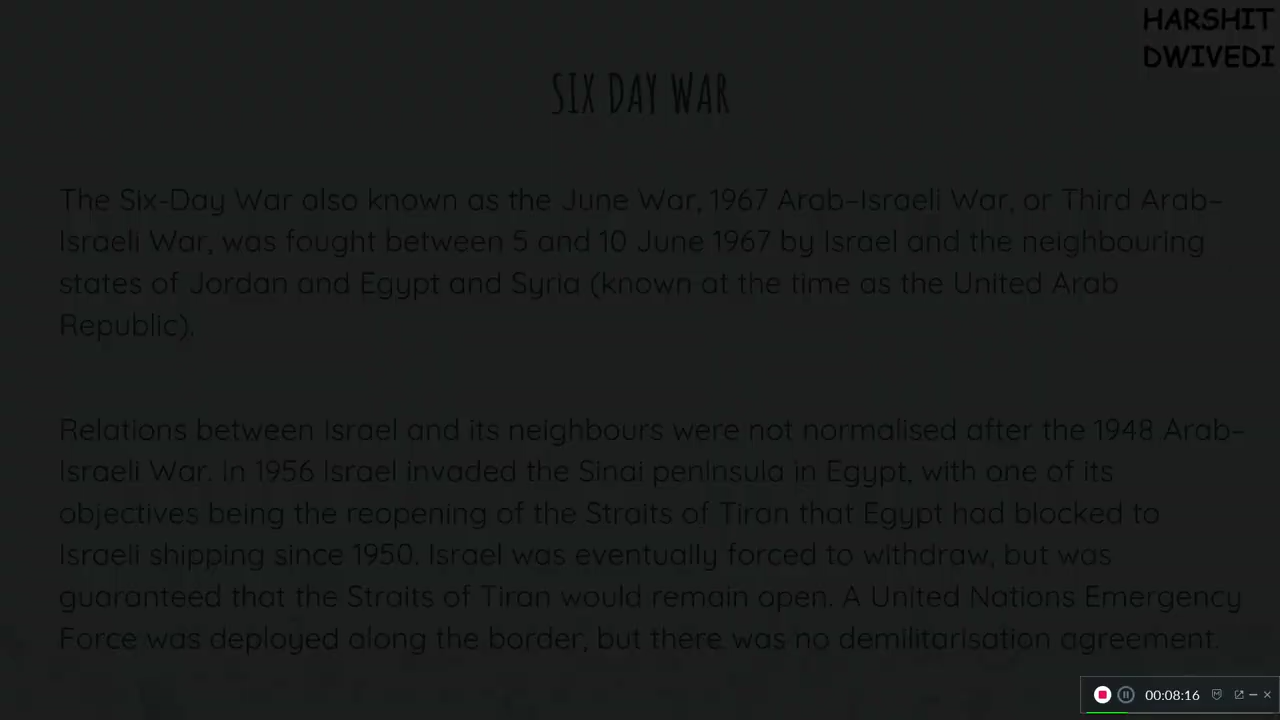 HARSHIT
DWIVEDI
SIX DAY WAR
The Six-Day War also known as the June War, 1967 Arab–Israeli War, or Third Arab–
Israeli War, was fought between 5 and 10 June 1967 by Israel and the neighbouring
states of Jordan and Egypt and Syria (known at the time as the United Arab
Republic).
Relations between Israel and its neighbours were not normalised after the 1948 Arab–
Israeli War. In 1956 Israel invaded the Sinai peninsula in Egypt, with one of its
objectives being the reopening of the Straits of Tiran that Egypt had blocked to
Israeli shipping since 1950. Israel was eventually forced to withdraw, but was
guaranteed that the Straits of Tiran would remain open. A United Nations Emergency
Force was deployed along the border, but there was no demilitarisation agreement.
00:08:16